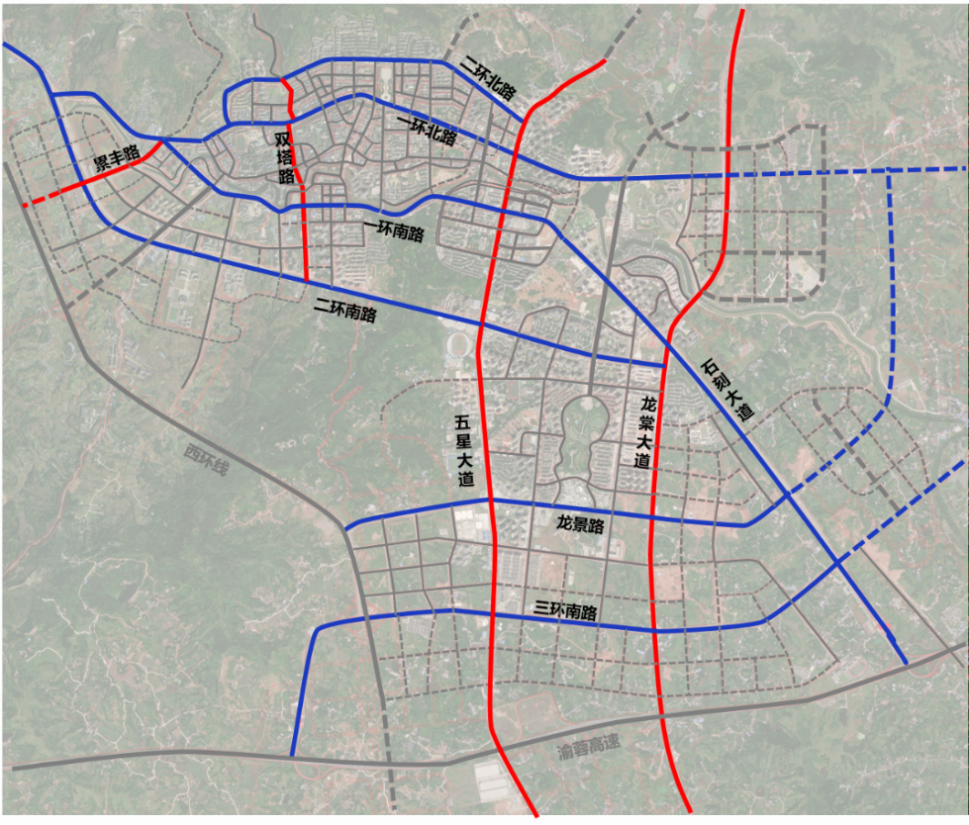 二环北路
一环北路
双塔路
累丰路
一环南路
二环南路
石刻大道
龙棠大道
五星大道
西环线
龙景路
三环南路
渝蓉高速